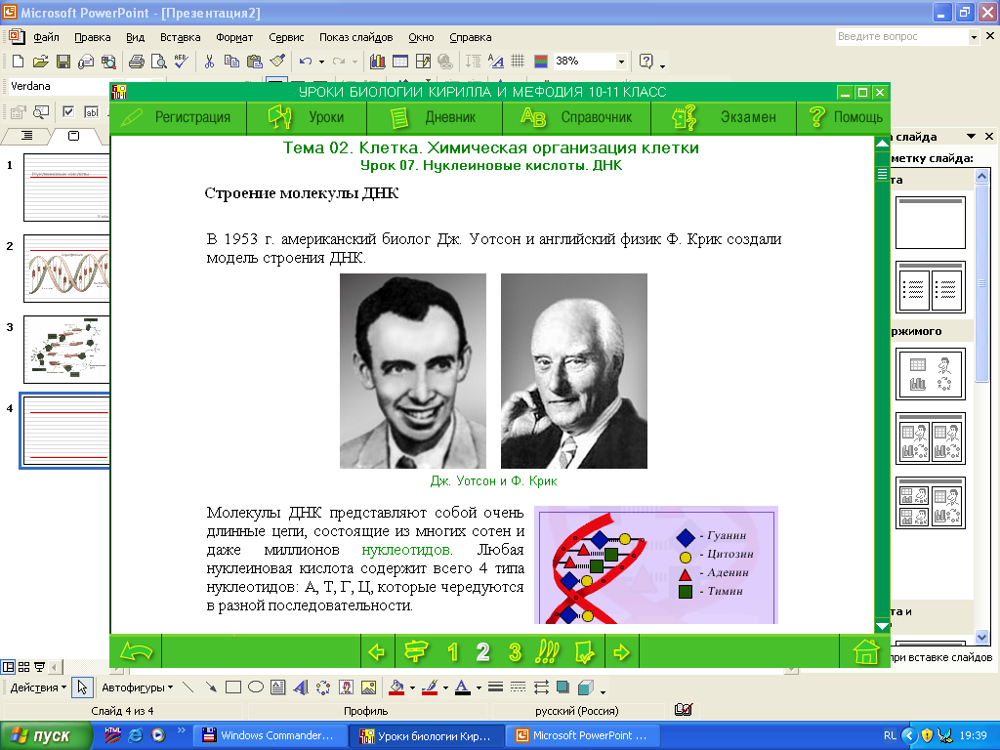 Microsoft PowerPoint - [Презентация2]
Файл Правка Вид Вставка Формат Сервис Показ слайдов Окно Справка
Введите вопрос
38%
Verdana
УРОКИ БИОЛОГИИ КИРИЛЛА И МЕФОДИЯ 10-11 КЛАСС
Регистрация Уроки Дневник Справочник Экзамен Помощь
Тема 02. Клетка. Химическая организация клетки
Урок 07. Нуклеиновые кислоты. ДНК
Строение молекулы ДНК
В 1953 г. американский биолог Дж. Уотсон и английский физик Ф. Крик создали
модель строения ДНК.
Дж. Уотсон и Ф. Крик
Молекулы ДНК представляют собой очень
длинные цепи, состоящие из многих сотен и
даже миллионов нуклеотидов. Любая
нуклеиновая кислота содержит всего 4 типа
нуклеотидов: А, Т, Г, Ц, которые чередуются
в разной последовательности.
- Гуанин
- Цитозин
- Аденин
- Тимин
1 2 3
1
Нуклеиновые кислоты
2
3
4
а слайда
метку слайда:
та
ржимого
та и
при вставке слайдов
Действия Автофигуры
Слайд 4 из 4 Профиль русский (Россия)
пуск
HTML
Windows Commander...
Уроки биологии Кир...
Microsoft PowerPoint ...
RL
19:39